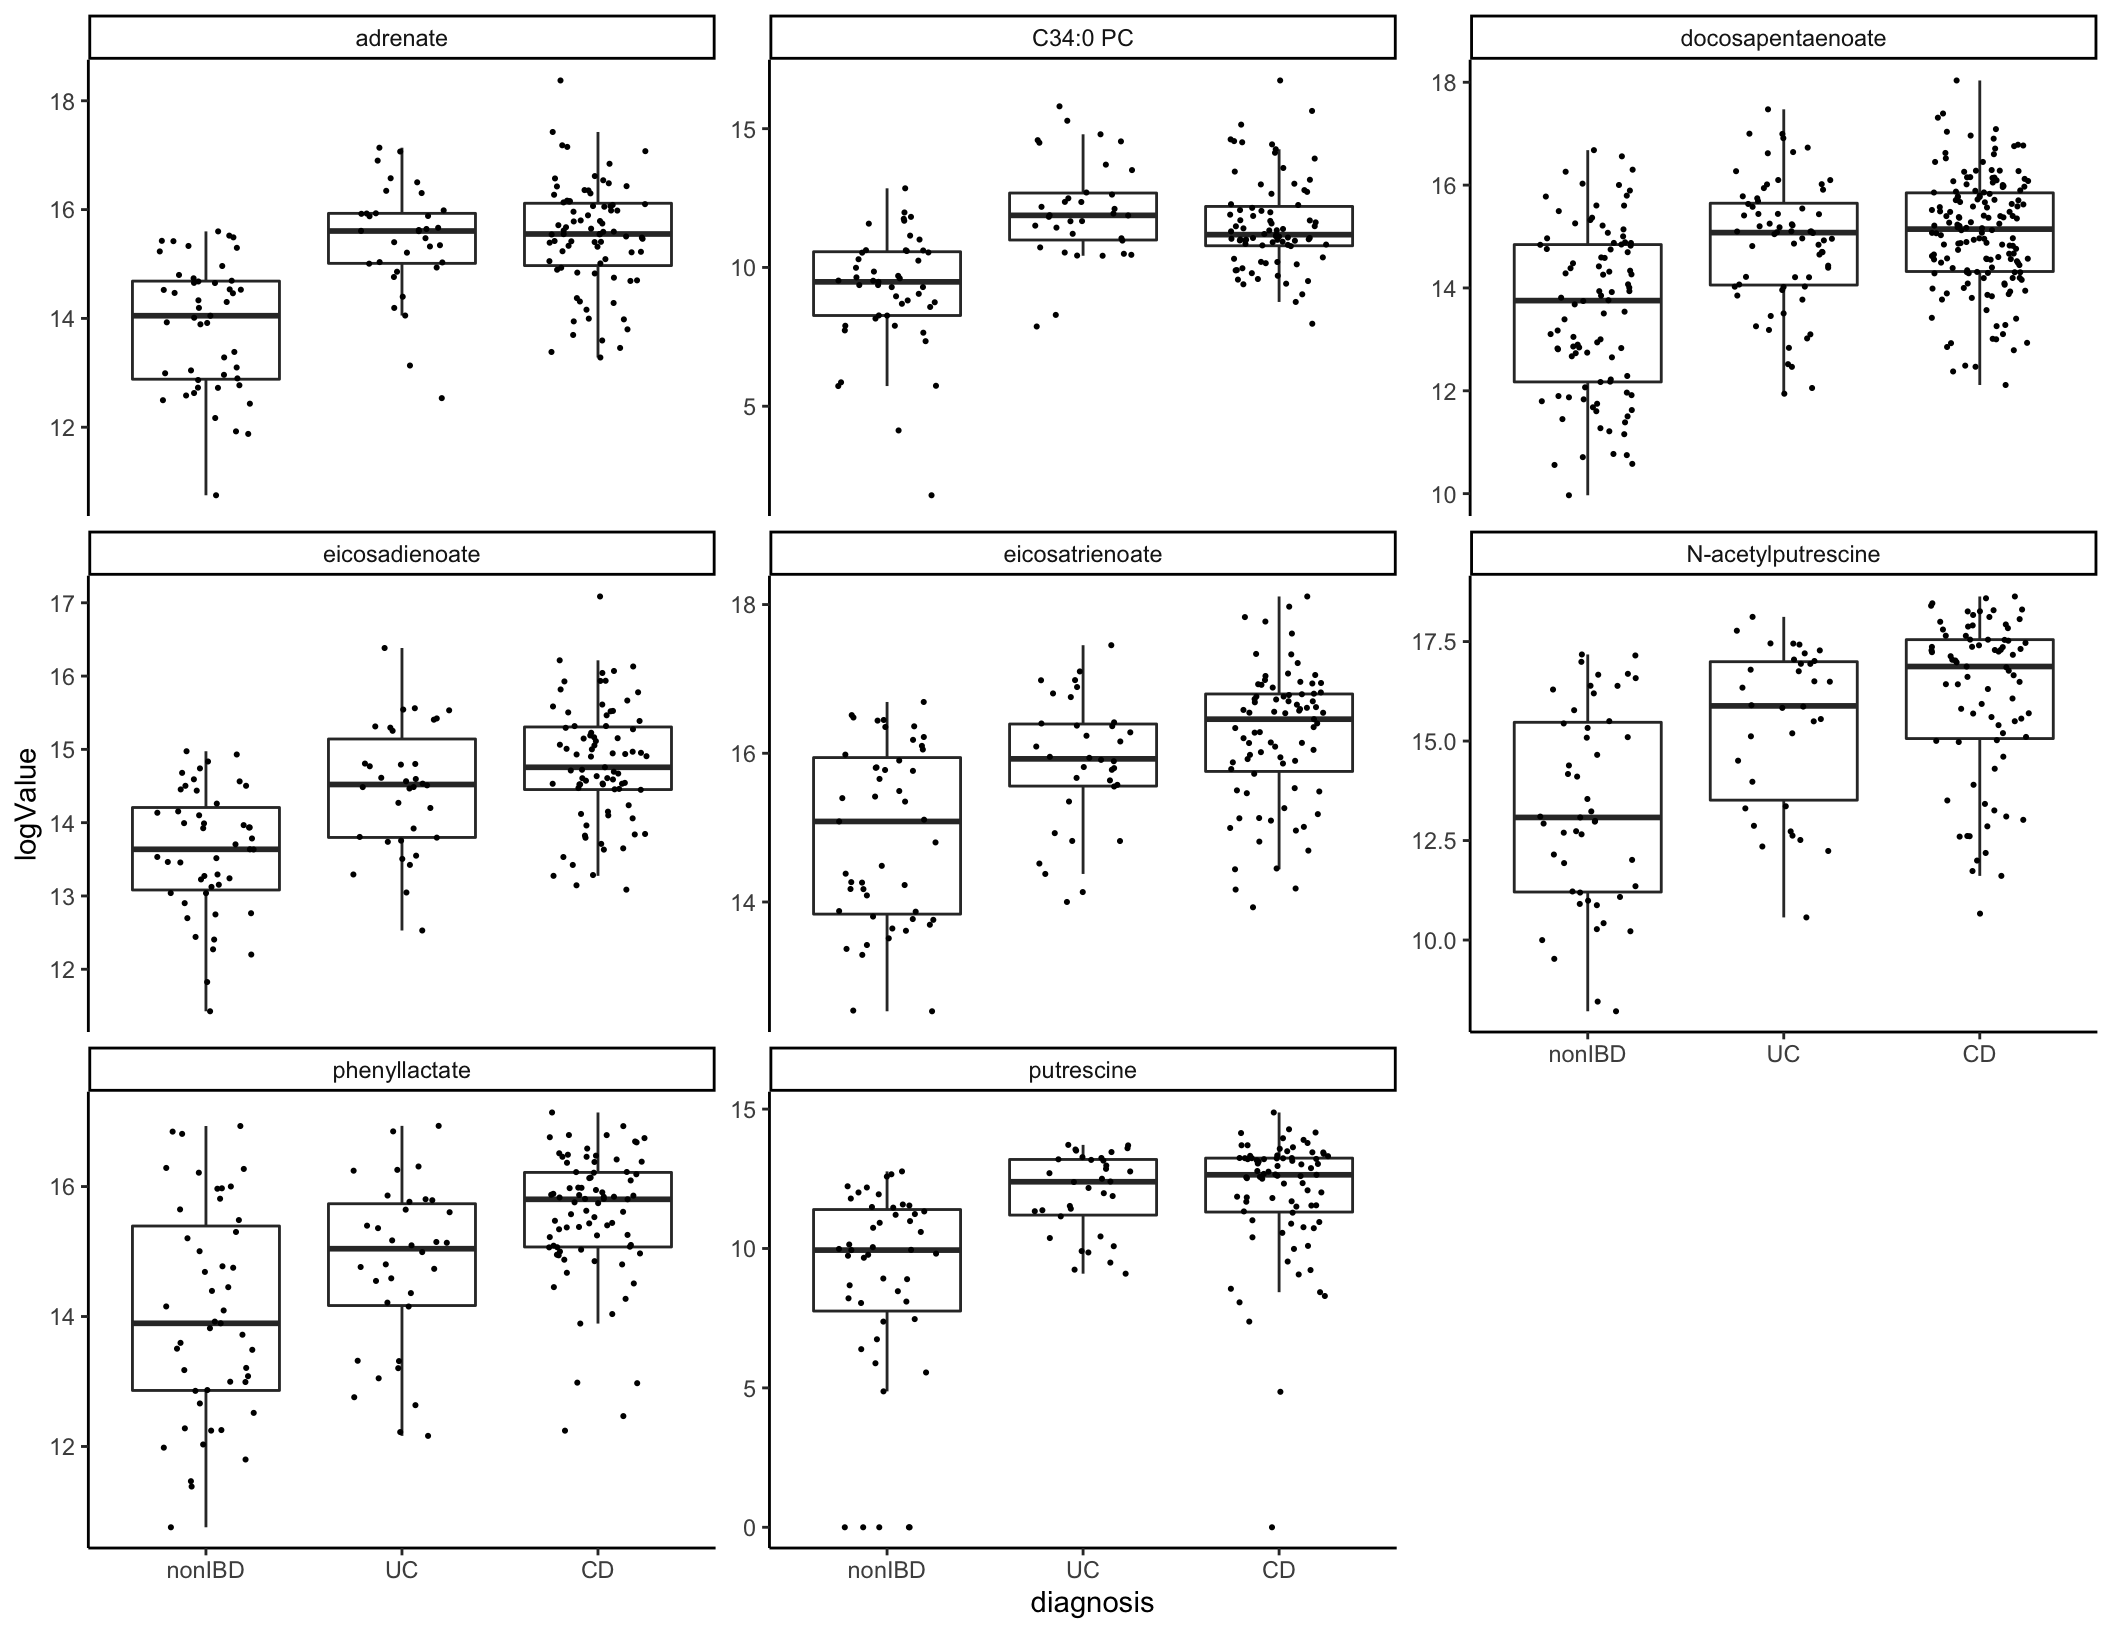 adrenate
C34:0 PC
docosapentaenoate
18
16
14
12
15
10
5
18
16
14
12
10
eicosadienoate
eicosatrienoate
N-acetylputrescine
logValue
17
16
15
14
13
12
18
16
14
17.5
15.0
12.5
10.0
nonIBD UC CD
phenyllactate
putrescine
16
14
12
15
10
5
0
nonIBD UC CD
nonIBD UC CD
diagnosis